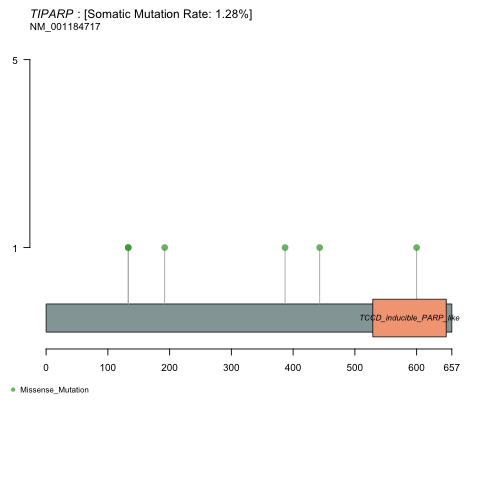 TIPARP : [Somatic Mutation Rate: 1.28%]
NM_001184717
5
1
TCCD_inducible_PARP_like
0 100 200 300 400 500 600 657
Missense_Mutation